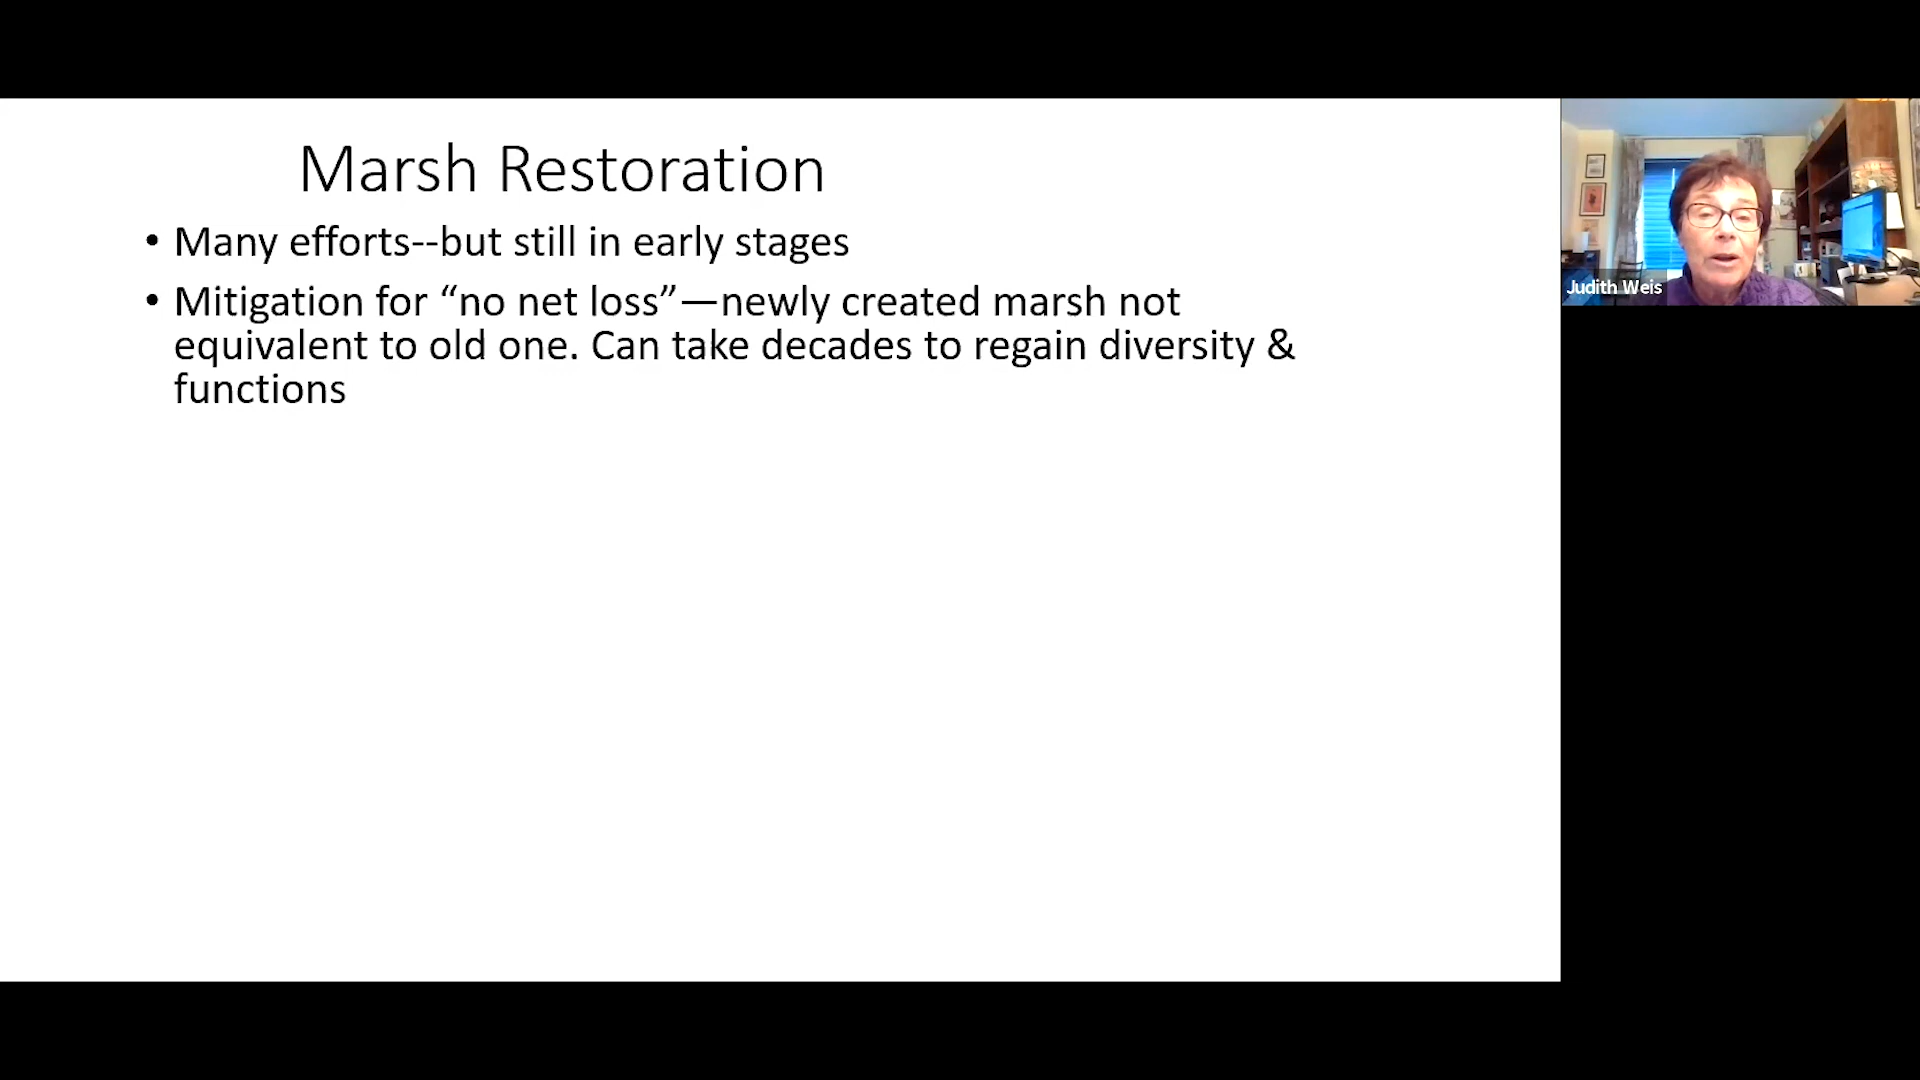 Marsh Restoration
• Many efforts--but still in early stages
• Mitigation for “no net loss”—newly created marsh not
equivalent to old one. Can take decades to regain diversity &
functions
Judith Weis